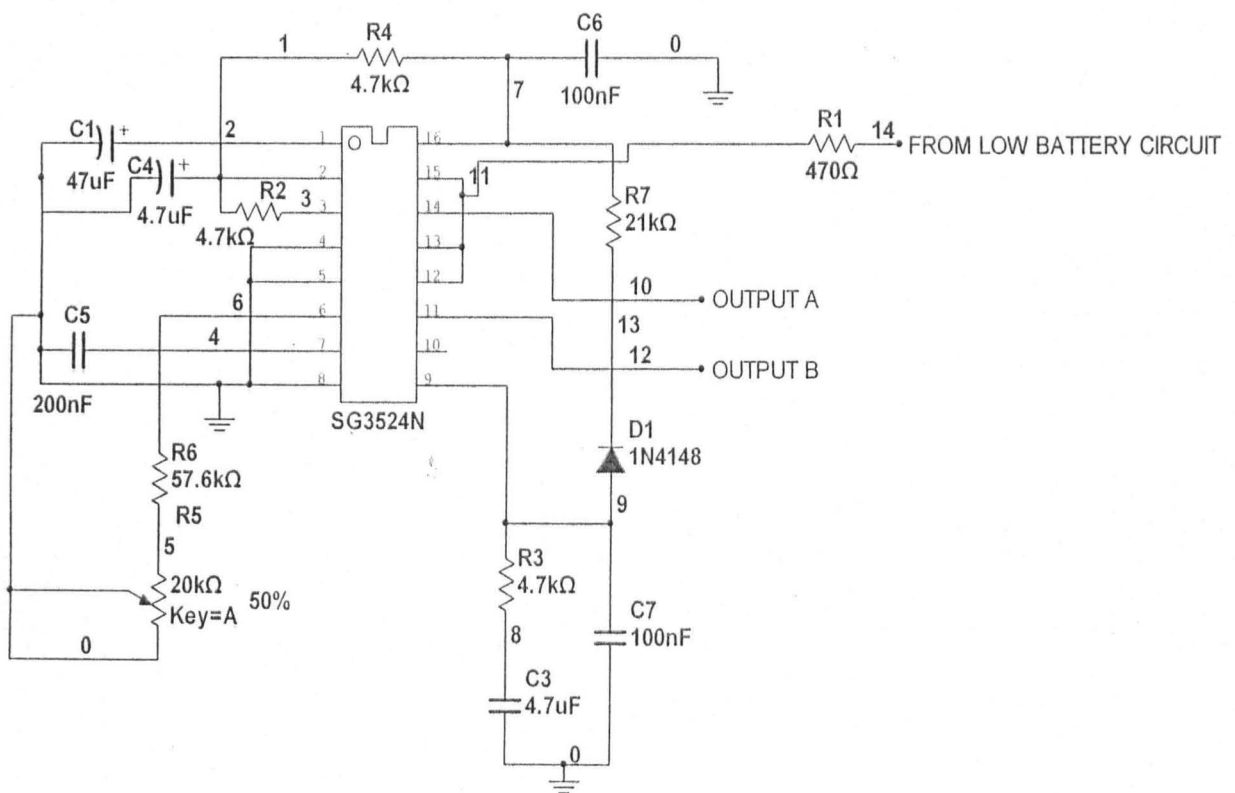 C6
1
R4
0
4.7kΩ
7
100nF
C1
+
2
1
16
R1
14
FROM LOW BATTERY CIRCUIT
47uF
C4
+
2
15
11
470Ω
4.7uF
R2
3
3
14
R7
21kΩ
4.7kΩ
4
13
5
12
10
OUTPUT A
C5
6
6
11
13
4
7
10
12
OUTPUT B
8
9
200nF
SG3524N
D1
1N4148
R6
57.6kΩ
9
R5
5
R3
4.7kΩ
20kΩ
50%
Key=A
C7
100nF
0
8
C3
4.7uF
0